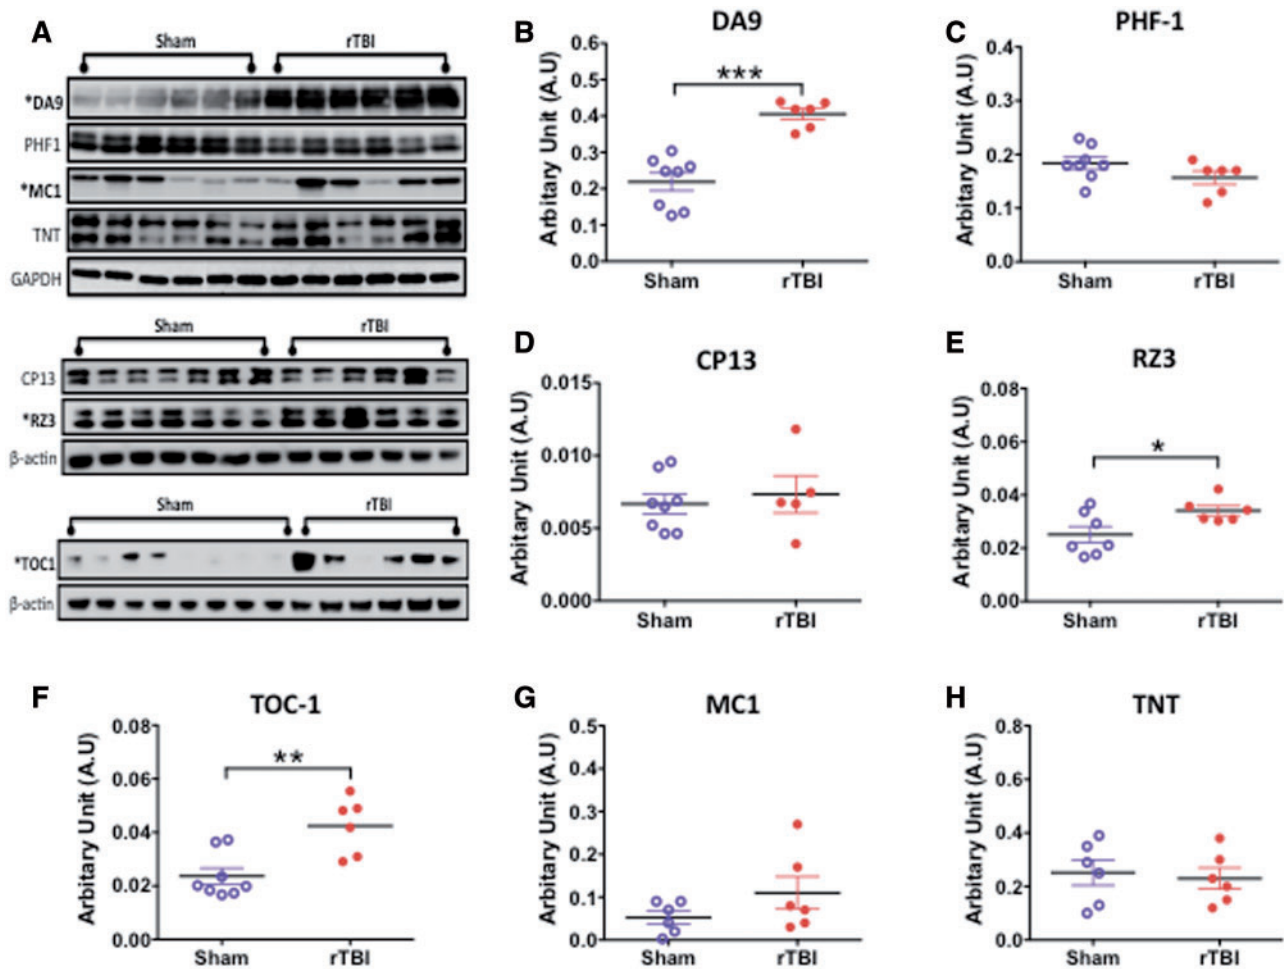 A
Sham rTBI
*DA9
PHF1
*MC1
TNT
GAPDH
Sham rTBI
CP13
*RZ3
β-actin
Sham rTBI
*TOC1
β-actin
B
DA9
Arbitary Unit (A.U)
0.6
0.5
0.4
0.3
0.2
0.1
0.0
***
Sham rTBI
C
PHF-1
Arbitary Unit (A.U)
0.4
0.3
0.2
0.1
0.0
Sham rTBI
D
CP13
Arbitary Unit (A.U)
0.015
0.010
0.005
0.000
Sham rTBI
E
RZ3
Arbitary Unit (A.U)
0.08
0.06
0.04
0.02
0.00
*
Sham rTBI
F
TOC-1
Arbitary Unit (A.U)
0.08
0.06
0.04
0.02
0.00
**
Sham rTBI
G
MC1
Arbitary Unit (A.U)
0.5
0.4
0.3
0.2
0.1
0.0
Sham rTBI
H
TNT
Arbitary Unit (A.U)
0.8
0.6
0.4
0.2
0.0
Sham rTBI